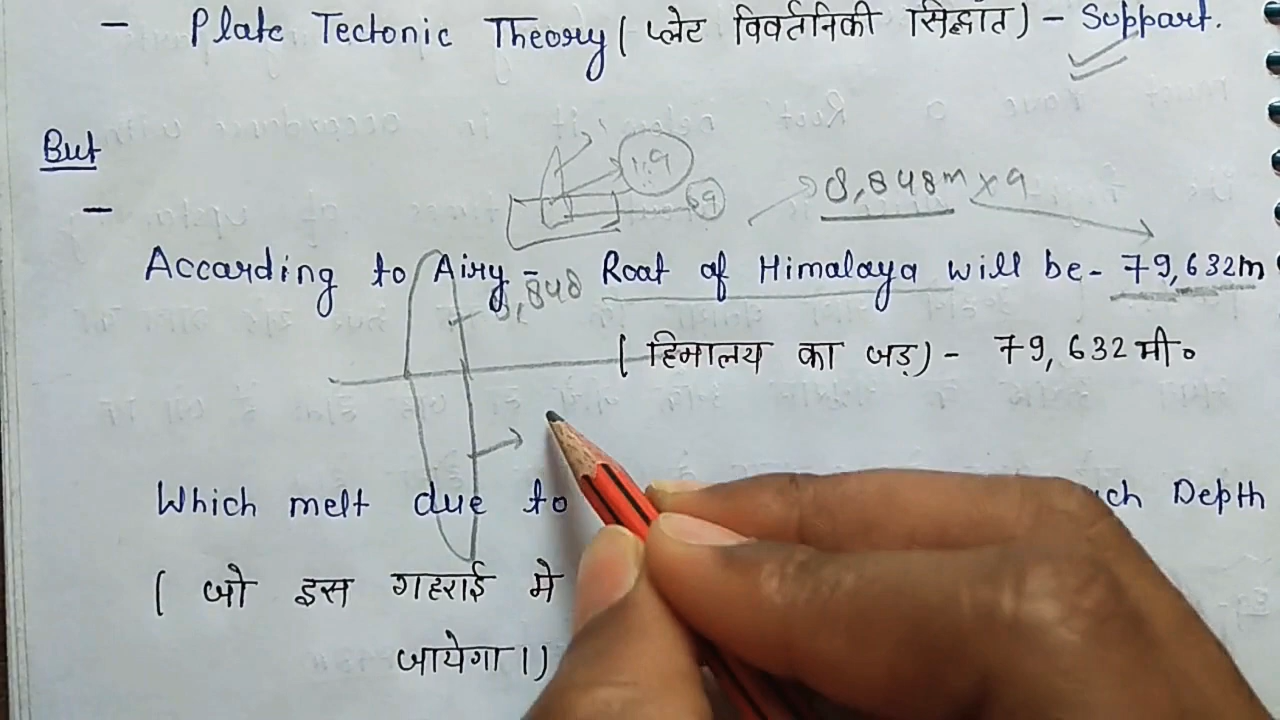 - Plate Tectonic Theory ( प्लेट विवर्तनिकी सिद्धांत ) - Support.
But
1:9
9
8,848m x 9
- According to Airy - Root of Himalaya will be - 79,632m
8,848
( हिमालय का जड़ ) - 79,632 मी०
Which melt due to Depth
( जो इस गहराई मे
जायेगा।)